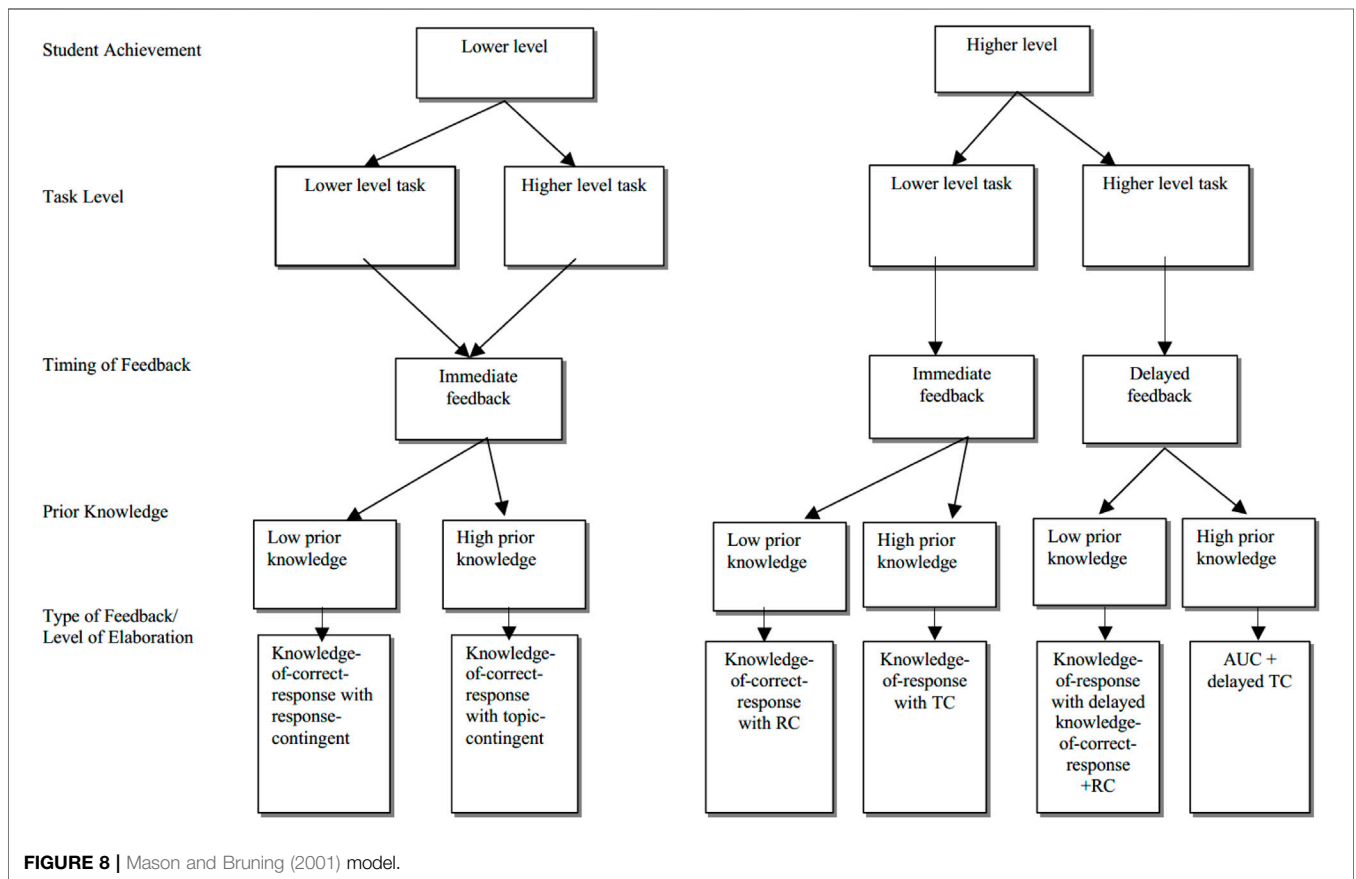 Student Achievement
Lower level
Higher level
Task Level
Lower level task
Higher level task
Lower level task
Higher level task
Timing of Feedback
Immediate
feedback
Immediate
feedback
Delayed
feedback
Prior Knowledge
Low prior
knowledge
High prior
knowledge
Low prior
knowledge
High prior
knowledge
Low prior
knowledge
High prior
knowledge
Type of Feedback/
Level of Elaboration
Knowledge-
of-correct-
response with
response-
contingent
Knowledge-
of-correct-
response
with topic-
contingent
Knowledge-
of-correct-
response
with RC
Knowledge-
of-response
with TC
Knowledge-
of-response
with delayed
knowledge-
of-correct-
response
+RC
AUC +
delayed TC
FIGURE 8 | Mason and Bruning (2001) model.